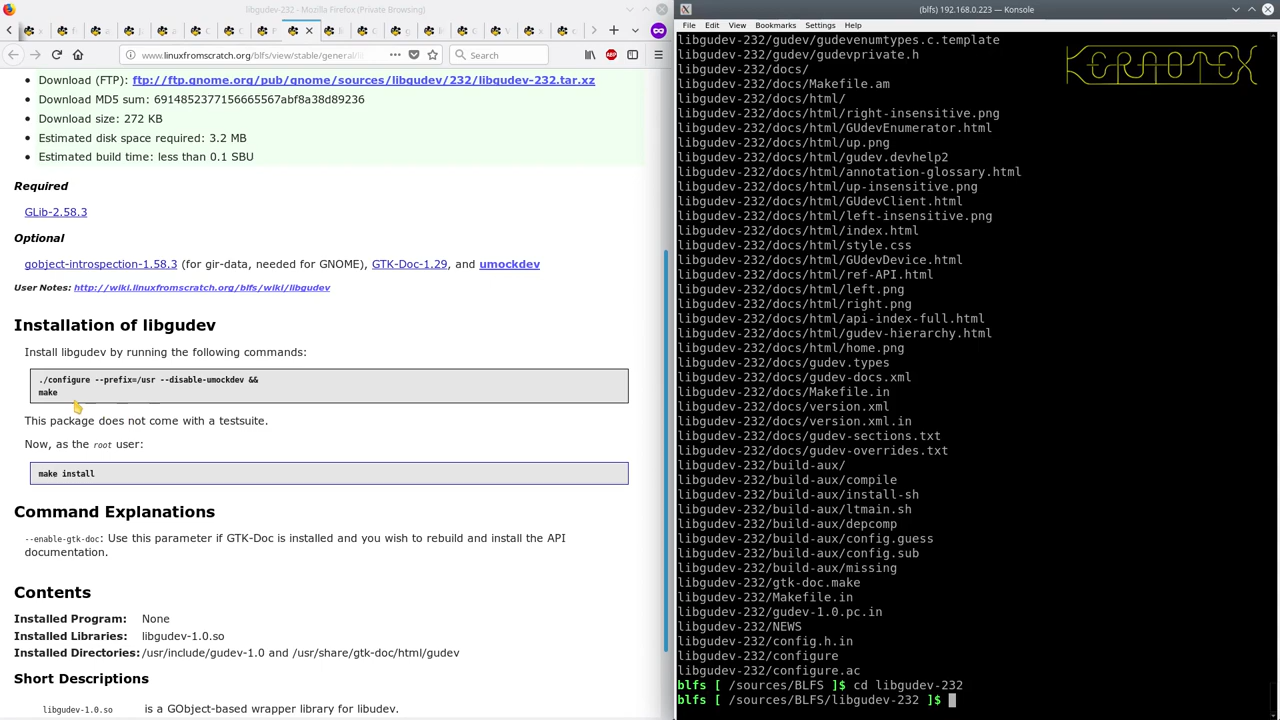 libgudev-232 - Mozilla Firefox (Private Browsing)
www.linuxfromscratch.org/blfs/view/stable/general/
Search
Download (FTP): ftp://ftp.gnome.org/pub/gnome/sources/libgudev/232/libgudev-232.tar.xz
Download MD5 sum: 6914852377156665567abf8a38d89236
Download size: 272 KB
Estimated disk space required: 3.2 MB
Estimated build time: less than 0.1 SBU
Required
GLib-2.58.3
Optional
gobject-introspection-1.58.3 (for gir-data, needed for GNOME), GTK-Doc-1.29, and umockdev
User Notes: http://wiki.linuxfromscratch.org/blfs/wiki/libgudev
Installation of libgudev
Install libgudev by running the following commands:
./configure --prefix=/usr --disable-umockdev &&
make
This package does not come with a testsuite.
Now, as the root user:
make install
Command Explanations
--enable-gtk-doc: Use this parameter if GTK-Doc is installed and you wish to rebuild and install the API
documentation.
Contents
Installed Program: None
Installed Libraries: libgudev-1.0.so
Installed Directories: /usr/include/gudev-1.0 and /usr/share/gtk-doc/html/gudev
Short Descriptions
libgudev-1.0.so is a GObject-based wrapper library for libudev.
(blfs) 192.168.0.223 — Konsole
File Edit View Bookmarks Settings Help
KERNOTEX
libgudev-232/gudev/gudevenumtypes.c.template
libgudev-232/gudev/gudevprivate.h
libgudev-232/docs/
libgudev-232/docs/Makefile.am
libgudev-232/docs/html/
libgudev-232/docs/html/right-insensitive.png
libgudev-232/docs/html/GUdevEnumerator.html
libgudev-232/docs/html/up.png
libgudev-232/docs/html/gudev.devhelp2
libgudev-232/docs/html/annotation-glossary.html
libgudev-232/docs/html/up-insensitive.png
libgudev-232/docs/html/GUdevClient.html
libgudev-232/docs/html/left-insensitive.png
libgudev-232/docs/html/index.html
libgudev-232/docs/html/style.css
libgudev-232/docs/html/GUdevDevice.html
libgudev-232/docs/html/ref-API.html
libgudev-232/docs/html/left.png
libgudev-232/docs/html/right.png
libgudev-232/docs/html/api-index-full.html
libgudev-232/docs/html/gudev-hierarchy.html
libgudev-232/docs/html/home.png
libgudev-232/docs/gudev.types
libgudev-232/docs/gudev-docs.xml
libgudev-232/docs/Makefile.in
libgudev-232/docs/version.xml
libgudev-232/docs/version.xml.in
libgudev-232/docs/gudev-sections.txt
libgudev-232/docs/gudev-overrides.txt
libgudev-232/build-aux/
libgudev-232/build-aux/compile
libgudev-232/build-aux/install-sh
libgudev-232/build-aux/ltmain.sh
libgudev-232/build-aux/depcomp
libgudev-232/build-aux/config.guess
libgudev-232/build-aux/config.sub
libgudev-232/build-aux/missing
libgudev-232/gtk-doc.make
libgudev-232/Makefile.in
libgudev-232/gudev-1.0.pc.in
libgudev-232/NEWS
libgudev-232/config.h.in
libgudev-232/configure
libgudev-232/configure.ac
blfs [ /sources/BLFS ]$ cd libgudev-232
blfs [ /sources/BLFS/libgudev-232 ]$